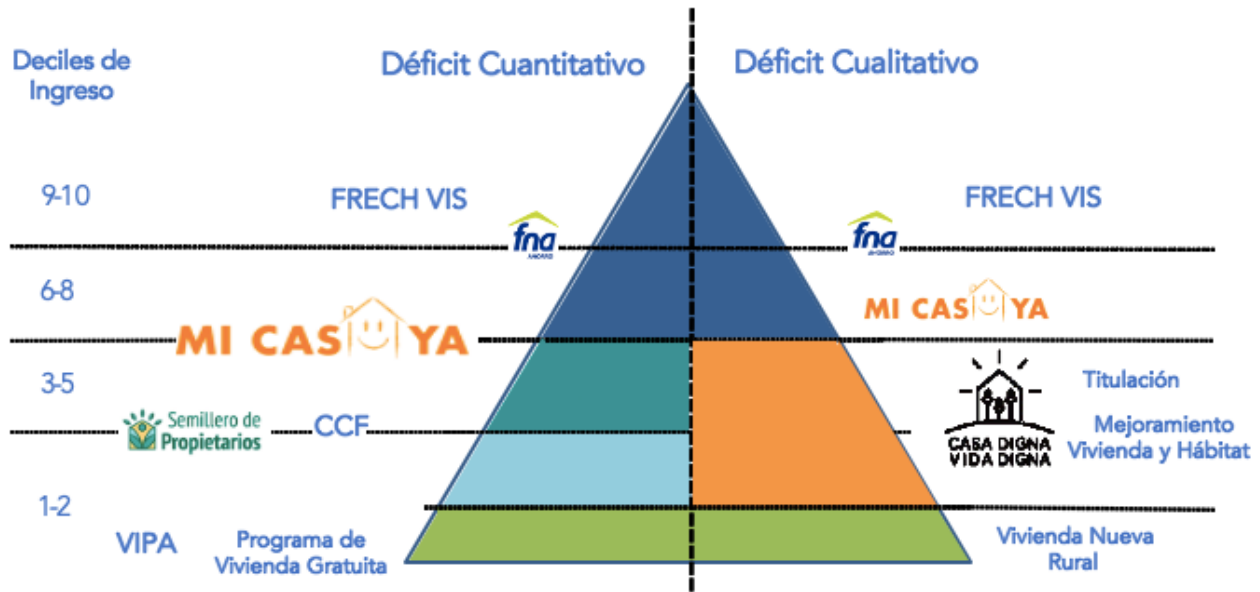 Deciles de
Ingreso
Déficit Cuantitativo
Déficit Cualitativo
9-10
FRECH VIS
FRECH VIS
fna
fna
6-8
MI CASA YA
MI CASA YA
3-5
Titulación
Semillero de
Propietarios
CCF
CASA DIGNA
VIDA DIGNA
Mejoramiento
Vivienda y Hábitat
1-2
VIPA
Programa de
Vivienda Gratuita
Vivienda Nueva
Rural